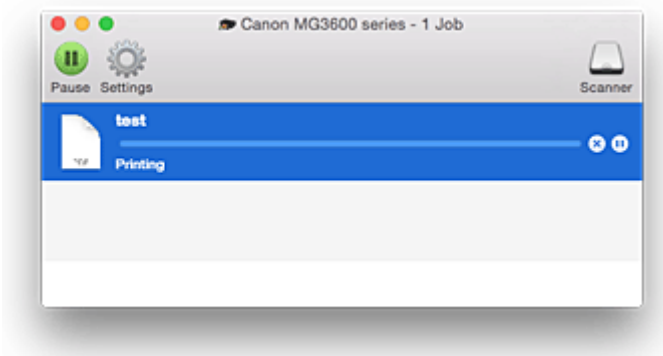 Canon MG3600 series - 1 Job
Pause Settings
Scanner
test
Printing